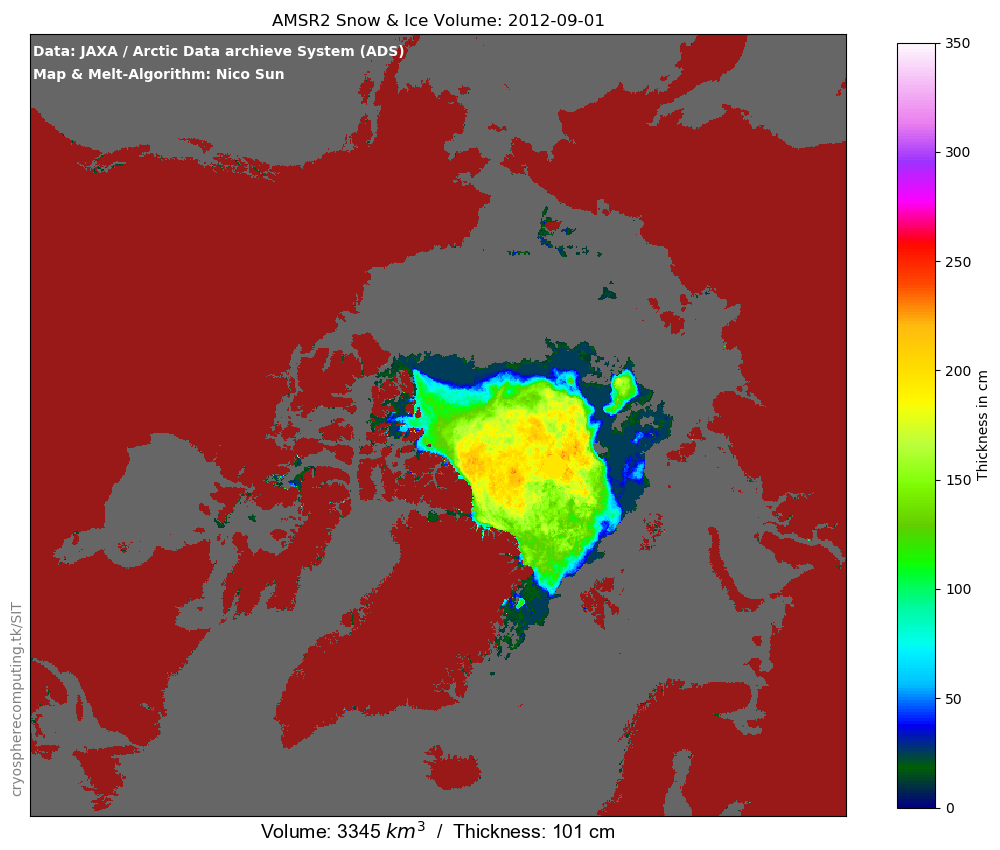 AMSR2 Snow & Ice Volume: 2012-09-01
Data: JAXA / Arctic Data archieve System (ADS)
Map & Melt-Algorithm: Nico Sun
350
300
250
200
150
100
50
0
Thickness in cm
cryospherecomputing.tk/SIT
Volume: 3345 km³ / Thickness: 101 cm